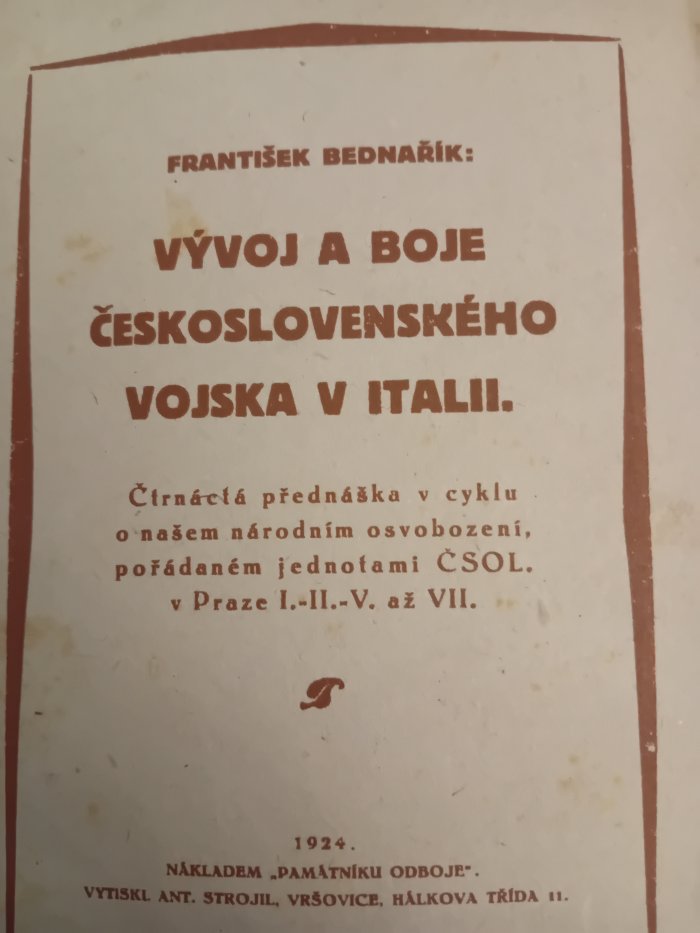 FRANTIŠEK BEDNAŘÍK:
VÝVOJ A BOJE
ČESKOSLOVENSKÉHO
VOJSKA V ITALII.
Čtrnáctá přednáška v cyklu
o našem národním osvobození,
pořádaném jednotami ČSOL.
v Praze I.-II.-V. až VII.
1924.
NÁKLADEM „PAMÁTNÍKU ODBOJE“.
VYTISKL ANT. STROJIL, VRŠOVICE, HÁLKOVA TŘÍDA 11.